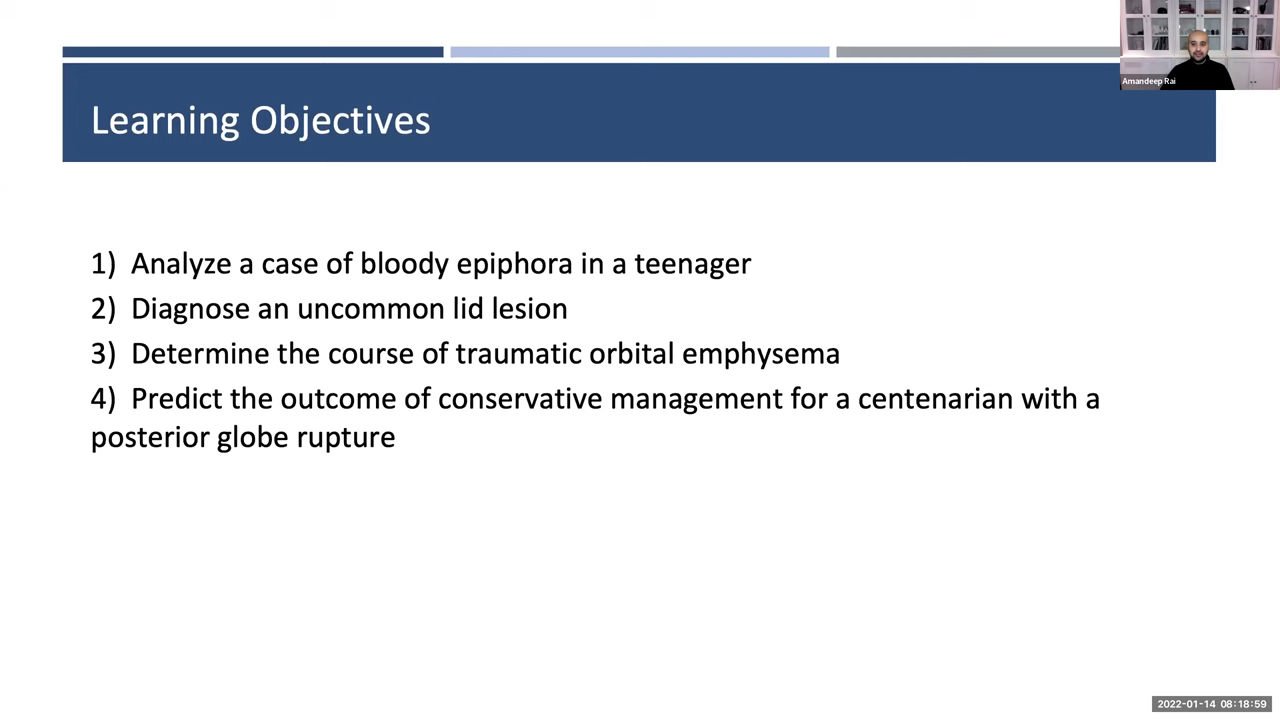 Amandeep Rai
Learning Objectives
1) Analyze a case of bloody epiphora in a teenager
2) Diagnose an uncommon lid lesion
3) Determine the course of traumatic orbital emphysema
4) Predict the outcome of conservative management for a centenarian with a
posterior globe rupture
2022-01-14 08:18:59